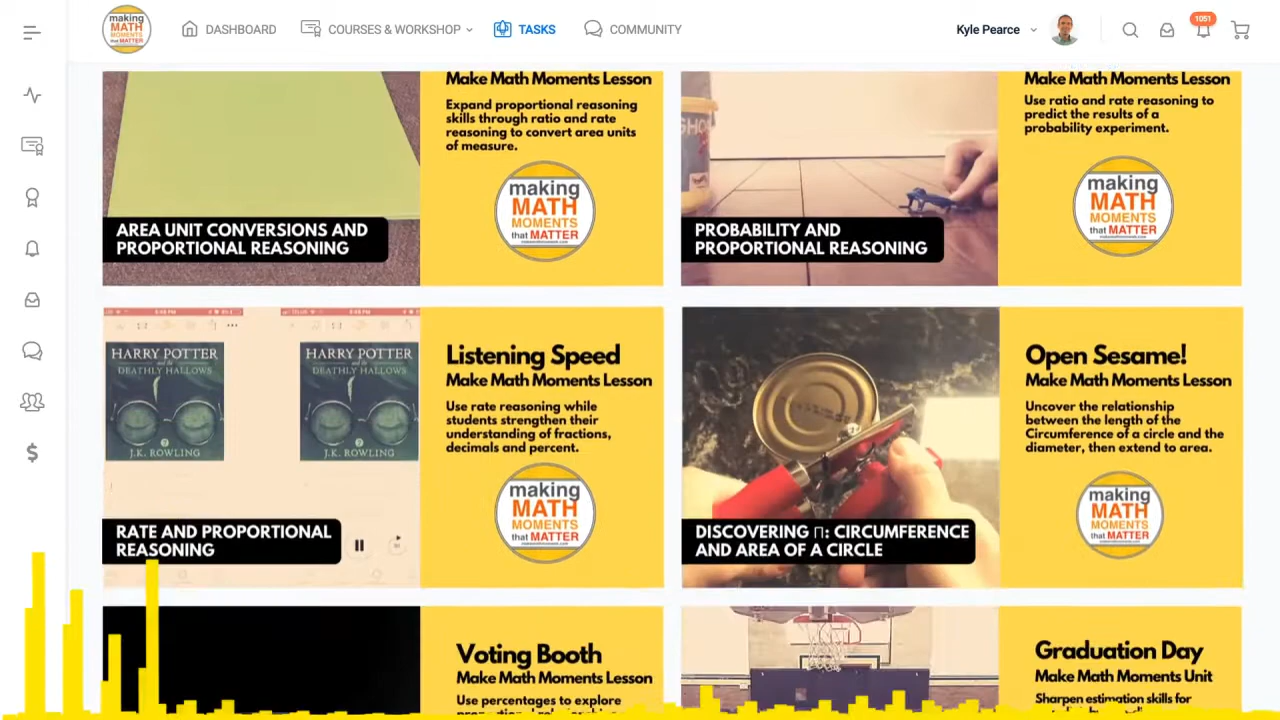 making
MATH
MOMENTS
that MATTER
DASHBOARD
COURSES & WORKSHOP
TASKS
COMMUNITY
Kyle Pearce
1051
Make Math Moments Lesson
Expand proportional reasoning
skills through ratio and rate
reasoning to convert area units
of measure.
making
MATH
MOMENTS
that MATTER
AREA UNIT CONVERSIONS AND
PROPORTIONAL REASONING
Make Math Moments Lesson
Use ratio and rate reasoning to
predict the results of a
probability experiment.
making
MATH
MOMENTS
that MATTER
PROBABILITY AND
PROPORTIONAL REASONING
HARRY POTTER
and the
DEATHLY HALLOWS
J.K. ROWLING
HARRY POTTER
and the
DEATHLY HALLOWS
J.K. ROWLING
Listening Speed
Make Math Moments Lesson
Use rate reasoning while
students strengthen their
understanding of fractions,
decimals and percent.
making
MATH
MOMENTS
that MATTER
RATE AND PROPORTIONAL
REASONING
Open Sesame!
Make Math Moments Lesson
Uncover the relationship
between the length of the
Circumference of a circle and the
diameter, then extend to area.
making
MATH
MOMENTS
that MATTER
DISCOVERING π: CIRCUMFERENCE
AND AREA OF A CIRCLE
Voting Booth
Make Math Moments Lesson
Use percentages to explore
Graduation Day
Make Math Moments Unit
Sharpen estimation skills for